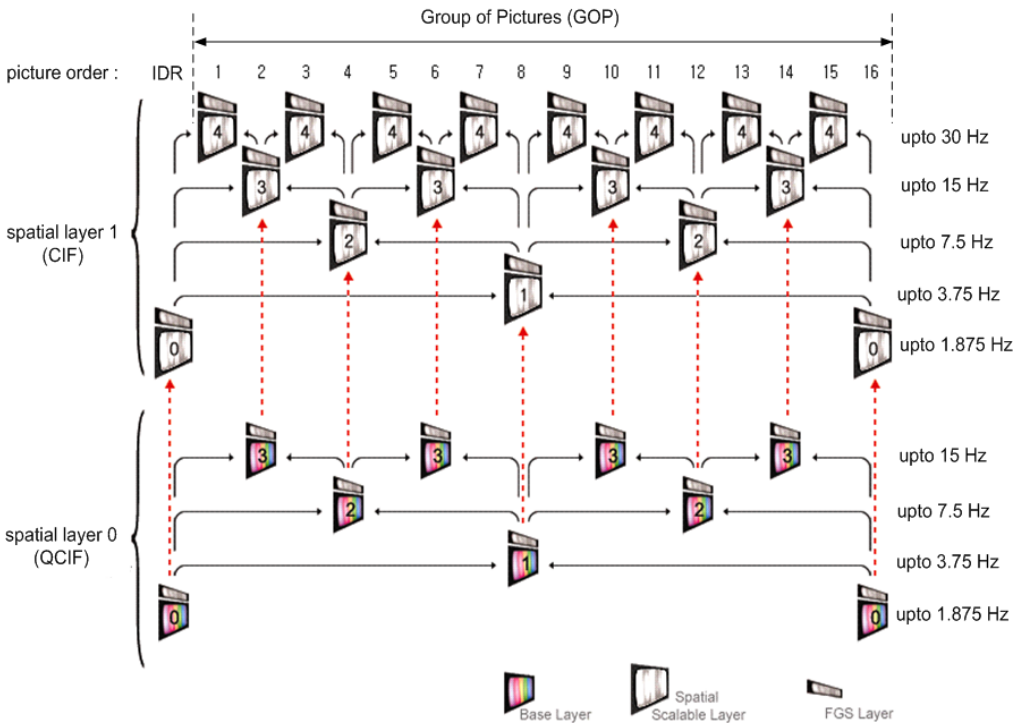 Group of Pictures (GOP)
picture order : IDR 1 2 3 4 5 6 7 8 9 10 11 12 13 14 15 16
4 4 4 4 4 4 4 4 upto 30 Hz
3 3 3 3 upto 15 Hz
spatial layer 1
(CIF)
2 2 upto 7.5 Hz
1 upto 3.75 Hz
0 0 upto 1.875 Hz
3 3 3 3 upto 15 Hz
2 2 upto 7.5 Hz
spatial layer 0
(QCIF)
1 upto 3.75 Hz
0 0 upto 1.875 Hz
Base Layer
Spatial
Scalable Layer
FGS Layer